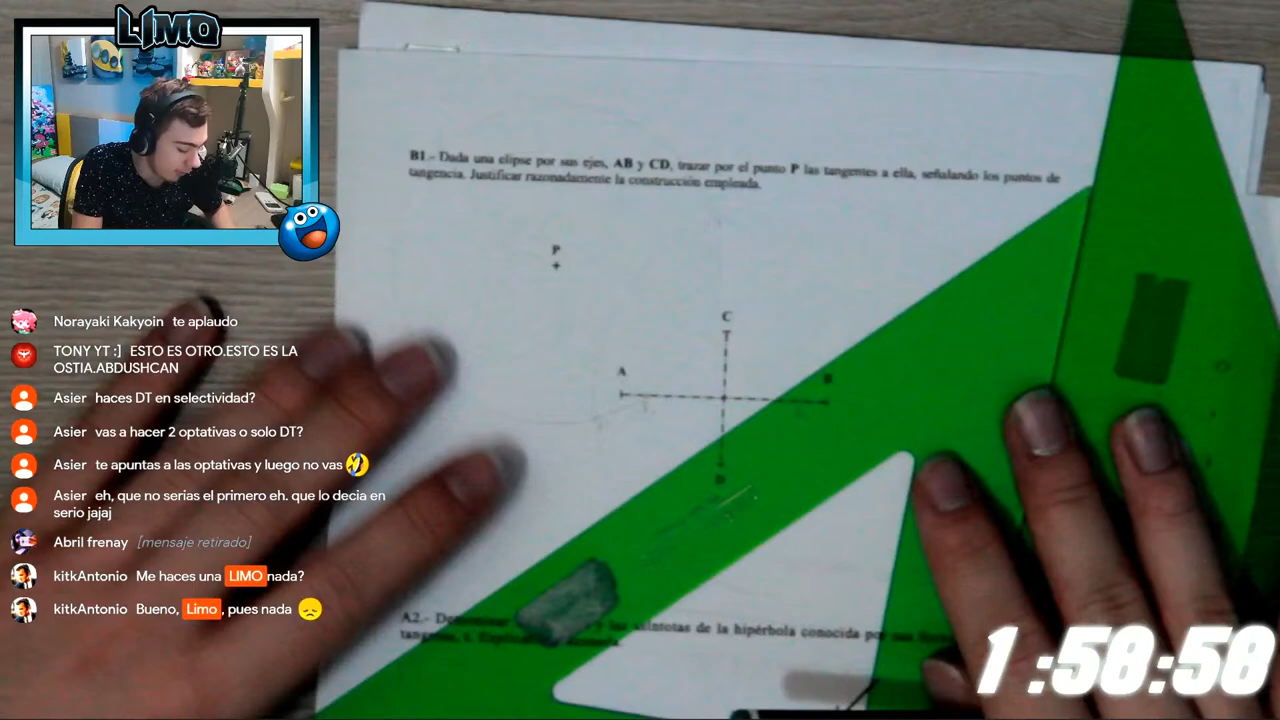 LIMO
B1.- Dada una elipse por sus ejes, AB y CD, trazar por el punto P las tangentes a ella, señalando los puntos de
tangencia. Justificar razonadamente la construcción empleada.
P
C
A
B
D
Norayaki Kakyoin te aplaudo
TONY YT :] ESTO ES OTRO.ESTO ES LA
OSTIA.ABDUSHCAN
Asier haces DT en selectividad?
Asier vas a hacer 2 optativas o solo DT?
Asier te apuntas a las optativas y luego no vas 🤣
Asier eh, que no serias el primero eh. que lo decia en
serio jajaj
Abril frenay [mensaje retirado]
kitkAntonio Me haces una LIMO nada?
kitkAntonio Bueno, Limo, pues nada 😞
A2.- asíntotas de la hipérbola conocida por sus
1:58:58